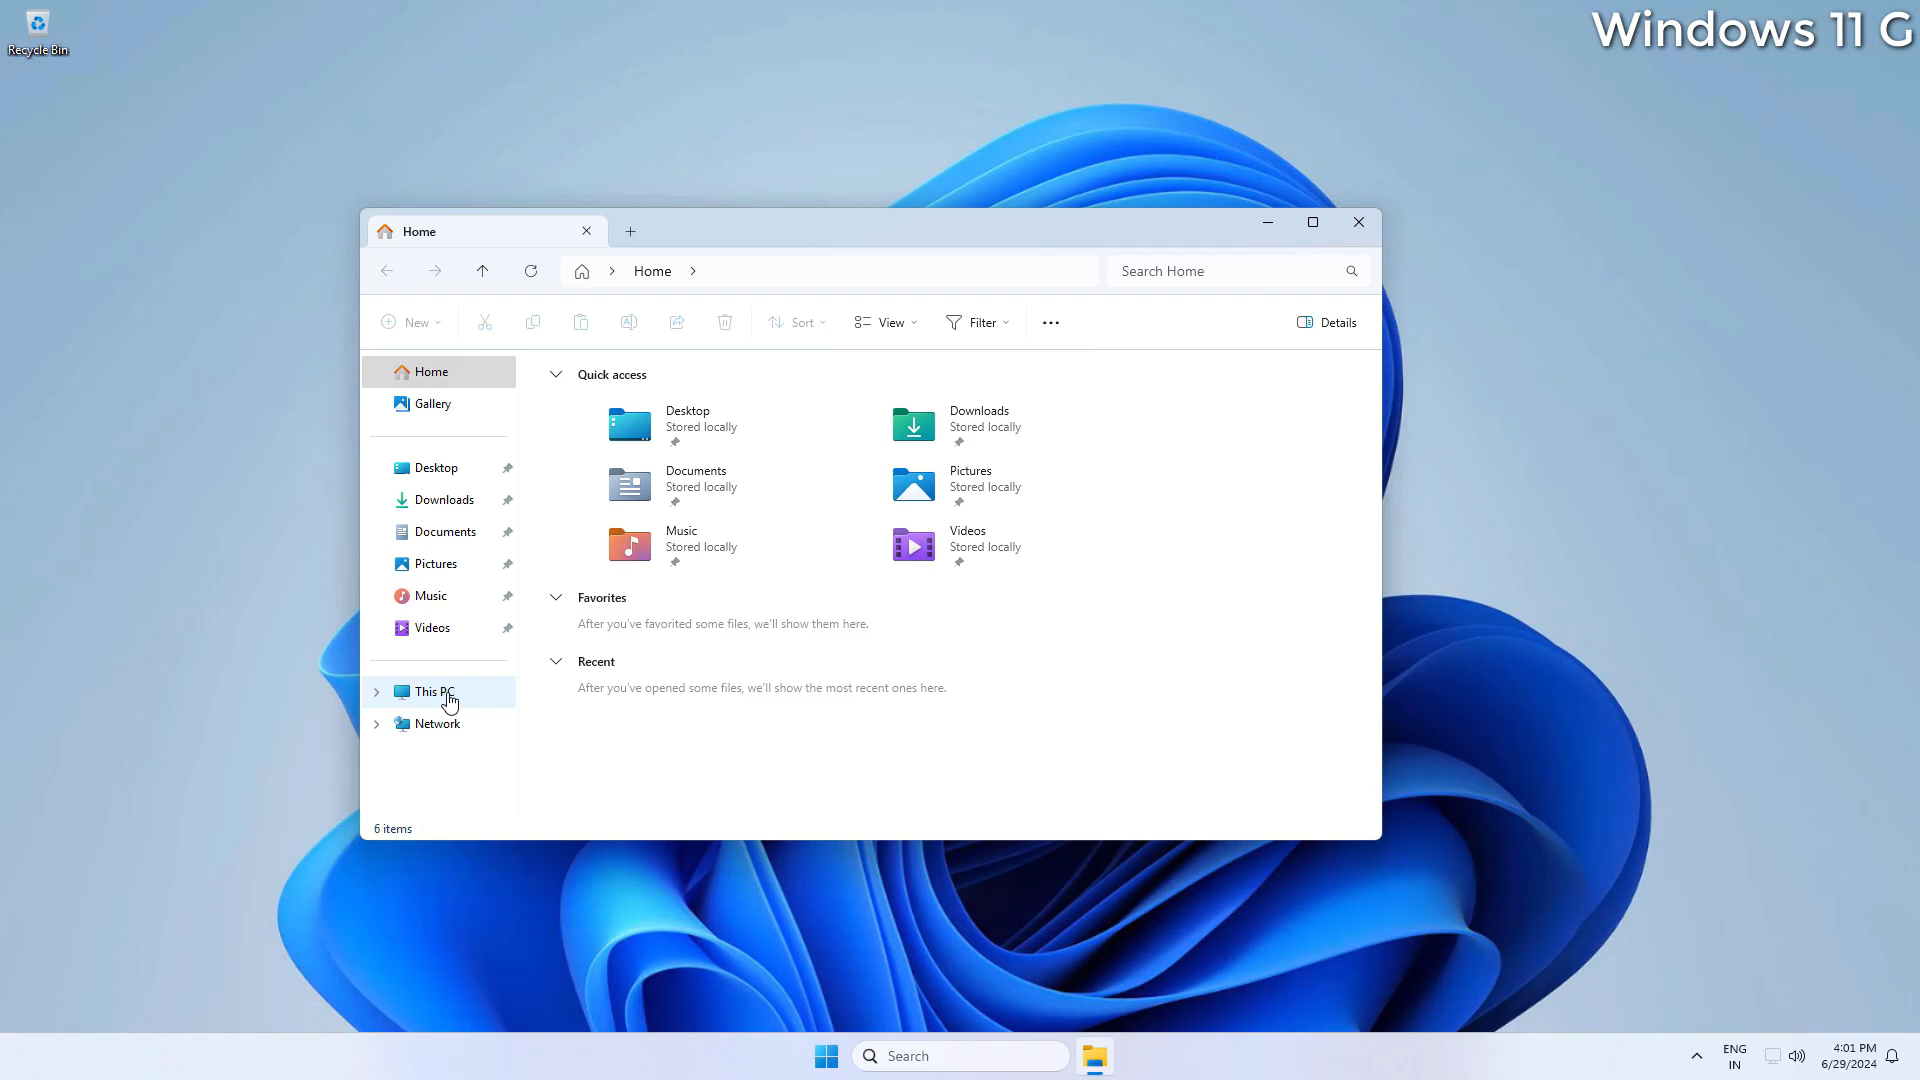 Recycle Bin
Windows 11 G
Home
Home
Search Home
New
Sort
View
Filter
Details
Home
Gallery
Desktop
Downloads
Documents
Pictures
Music
Videos
This PC
Network
Quick access
Desktop
Stored locally
Downloads
Stored locally
Documents
Stored locally
Pictures
Stored locally
Music
Stored locally
Videos
Stored locally
Favorites
After you've favorited some files, we'll show them here.
Recent
After you've opened some files, we'll show the most recent ones here.
6 items
Search
ENG
IN
4:01 PM
6/29/2024